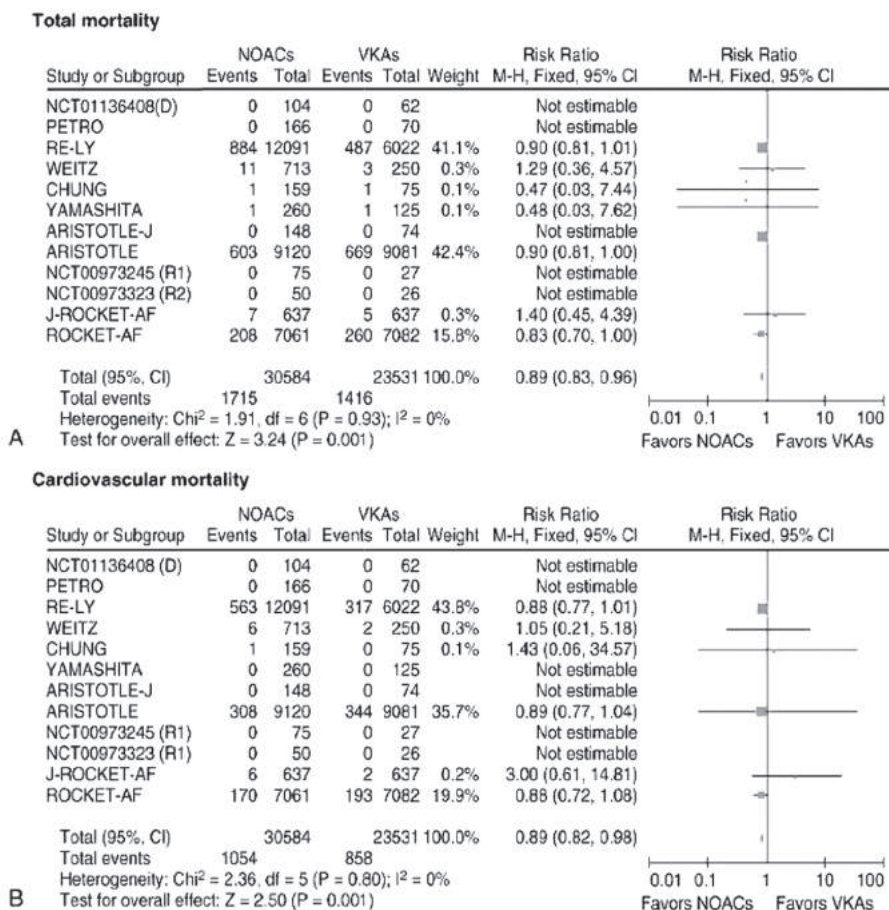 Total mortality
NOACs VKAs Risk Ratio Risk Ratio
Study or Subgroup Events Total Events Total Weight M-H, Fixed, 95% CI M-H, Fixed, 95% CI
NCT01136408(D) 0 104 0 62 Not estimable
PETRO 0 166 0 70 Not estimable
RE-LY 884 12091 487 6022 41.1% 0.90 (0.81, 1.01)
WEITZ 11 713 3 250 0.3% 1.29 (0.36, 4.57)
CHUNG 1 159 1 75 0.1% 0.47 (0.03, 7.44)
YAMASHITA 1 260 1 125 0.1% 0.48 (0.03, 7.62)
ARISTOTLE-J 0 148 0 74 Not estimable
ARISTOTLE 603 9120 669 9081 42.4% 0.90 (0.81, 1.00)
NCT00973245 (R1) 0 75 0 27 Not estimable
NCT00973323 (R2) 0 50 0 26 Not estimable
J-ROCKET-AF 7 637 5 637 0.3% 1.40 (0.45, 4.39)
ROCKET-AF 208 7061 260 7082 15.8% 0.83 (0.70, 1.00)
Total (95%, CI) 30584 23531 100.0% 0.89 (0.83, 0.96)
Total events 1715 1416
Heterogeneity: Chi² = 1.91, df = 6 (P = 0.93); I² = 0%
Test for overall effect: Z = 3.24 (P = 0.001)
0.01 0.1 1 10 100
Favors NOACs Favors VKAs
A
Cardiovascular mortality
NOACs VKAs Risk Ratio Risk Ratio
Study or Subgroup Events Total Events Total Weight M-H, Fixed, 95% CI M-H, Fixed, 95% CI
NCT01136408 (D) 0 104 0 62 Not estimable
PETRO 0 166 0 70 Not estimable
RE-LY 563 12091 317 6022 43.8% 0.88 (0.77, 1.01)
WEITZ 6 713 2 250 0.3% 1.05 (0.21, 5.18)
CHUNG 1 159 0 75 0.1% 1.43 (0.06, 34.57)
YAMASHITA 0 260 0 125 Not estimable
ARISTOTLE-J 0 148 0 74 Not estimable
ARISTOTLE 308 9120 344 9081 35.7% 0.89 (0.77, 1.04)
NCT00973245 (R1) 0 75 0 27 Not estimable
NCT00973323 (R1) 0 50 0 26 Not estimable
J-ROCKET-AF 6 637 2 637 0.2% 3.00 (0.61, 14.81)
ROCKET-AF 170 7061 193 7082 19.9% 0.88 (0.72, 1.08)
Total (95%, CI) 30584 23531 100.0% 0.89 (0.82, 0.98)
Total events 1054 858
Heterogeneity: Chi² = 2.36, df = 5 (P = 0.80); I² = 0%
Test for overall effect: Z = 2.50 (P = 0.001)
0.01 0.1 1 10 100
Favors NOACs Favors VKAs
B